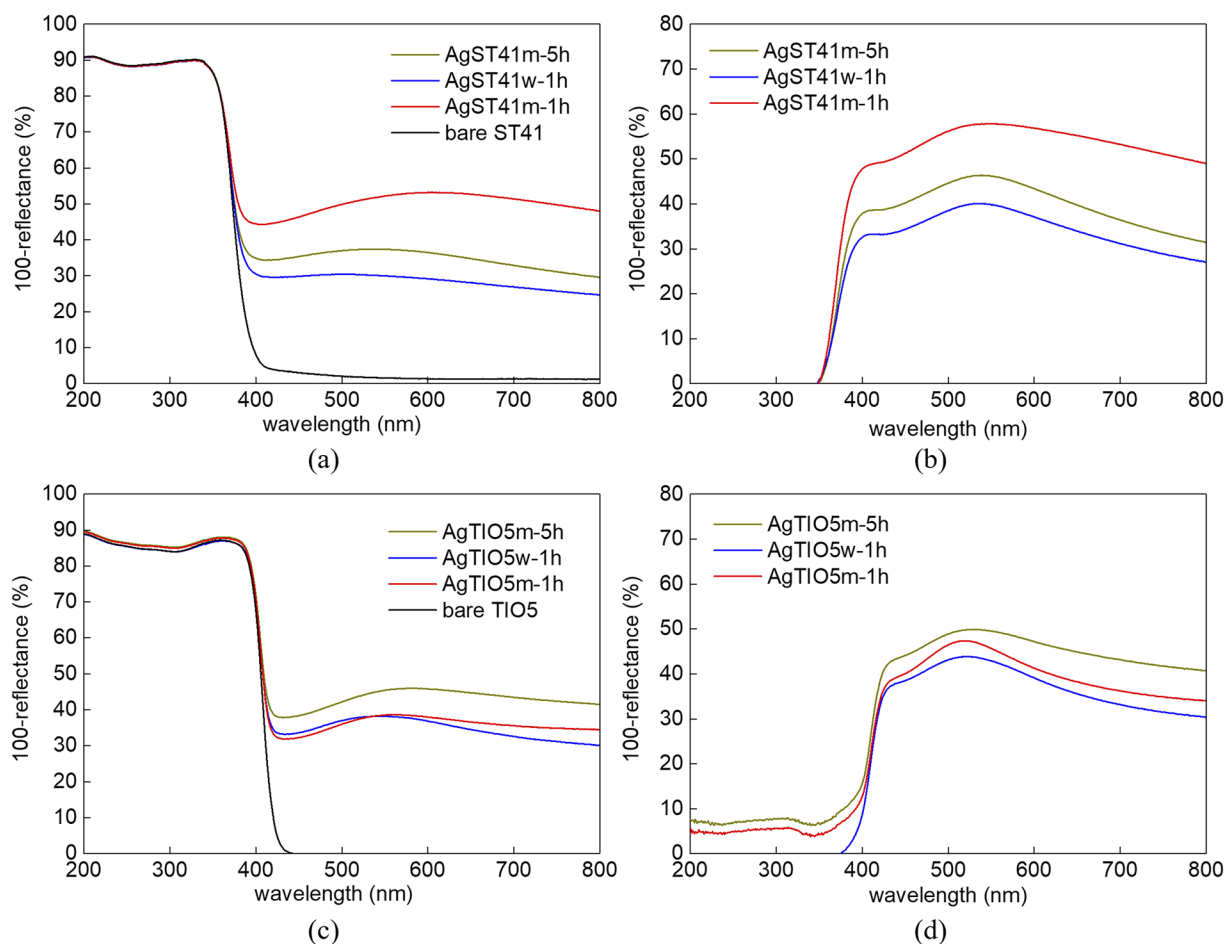 100
90
80
70
60
50
40
30
20
10
0
100-reflectance (%)
AgST41m-5h
AgST41w-1h
AgST41m-1h
bare ST41
200 300 400 500 600 700 800
wavelength (nm)
(a)
80
70
60
50
40
30
20
10
0
100-reflectance (%)
AgST41m-5h
AgST41w-1h
AgST41m-1h
200 300 400 500 600 700 800
wavelength (nm)
(b)
100
90
80
70
60
50
40
30
20
10
0
100-reflectance (%)
AgTIO5m-5h
AgTIO5w-1h
AgTIO5m-1h
bare TIO5
200 300 400 500 600 700 800
wavelength (nm)
(c)
80
70
60
50
40
30
20
10
0
100-reflectance (%)
AgTIO5m-5h
AgTIO5w-1h
AgTIO5m-1h
200 300 400 500 600 700 800
wavelength (nm)
(d)